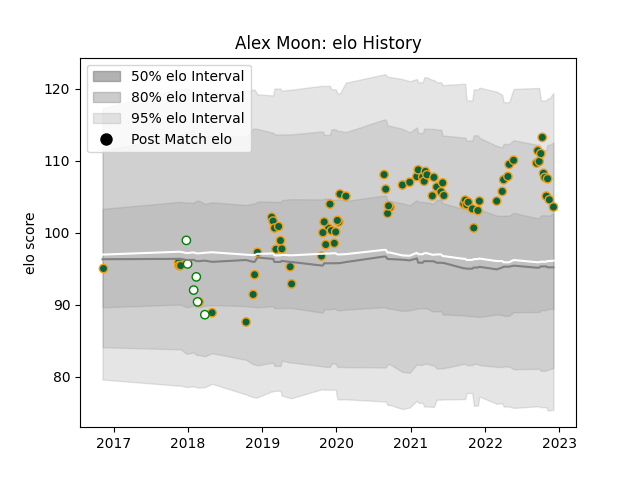 Alex Moon: elo History
50% elo Interval
80% elo Interval
95% elo Interval
Post Match elo
elo score
120
110
100
90
80
2017
2018
2019
2020
2021
2022
2023